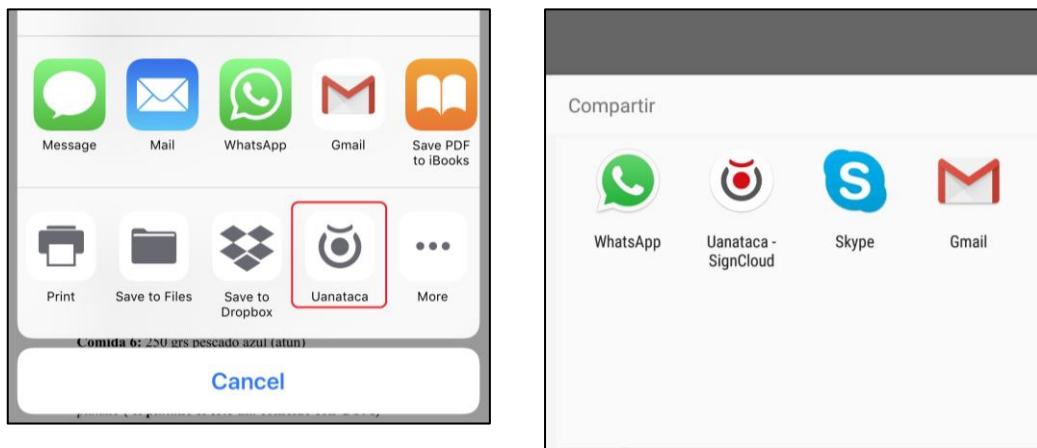 Message
Mail
WhatsApp
Gmail
Save PDF
to iBooks
Print
Save to Files
Save to
Dropbox
Uanataca
More
Comida 6: 250 grs pescado azul (atun)
Cancel
Compartir
WhatsApp
Uanataca -
SignCloud
Skype
Gmail